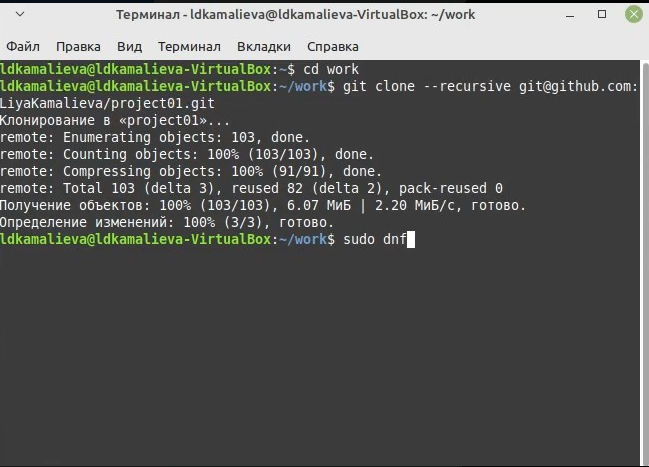 Терминал - ldkamalieva@ldkamalieva-VirtualBox: ~/work
Файл Правка Вид Терминал Вкладки Справка
ldkamalieva@ldkamalieva-VirtualBox:~$ cd work
ldkamalieva@ldkamalieva-VirtualBox:~/work$ git clone --recursive git@github.com:
LiyaKamalieva/project01.git
Клонирование в «project01»...
remote: Enumerating objects: 103, done.
remote: Counting objects: 100% (103/103), done.
remote: Compressing objects: 100% (91/91), done.
remote: Total 103 (delta 3), reused 82 (delta 2), pack-reused 0
Получение объектов: 100% (103/103), 6.07 МиБ | 2.20 МиБ/с, готово.
Определение изменений: 100% (3/3), готово.
ldkamalieva@ldkamalieva-VirtualBox:~/work$ sudo dnf